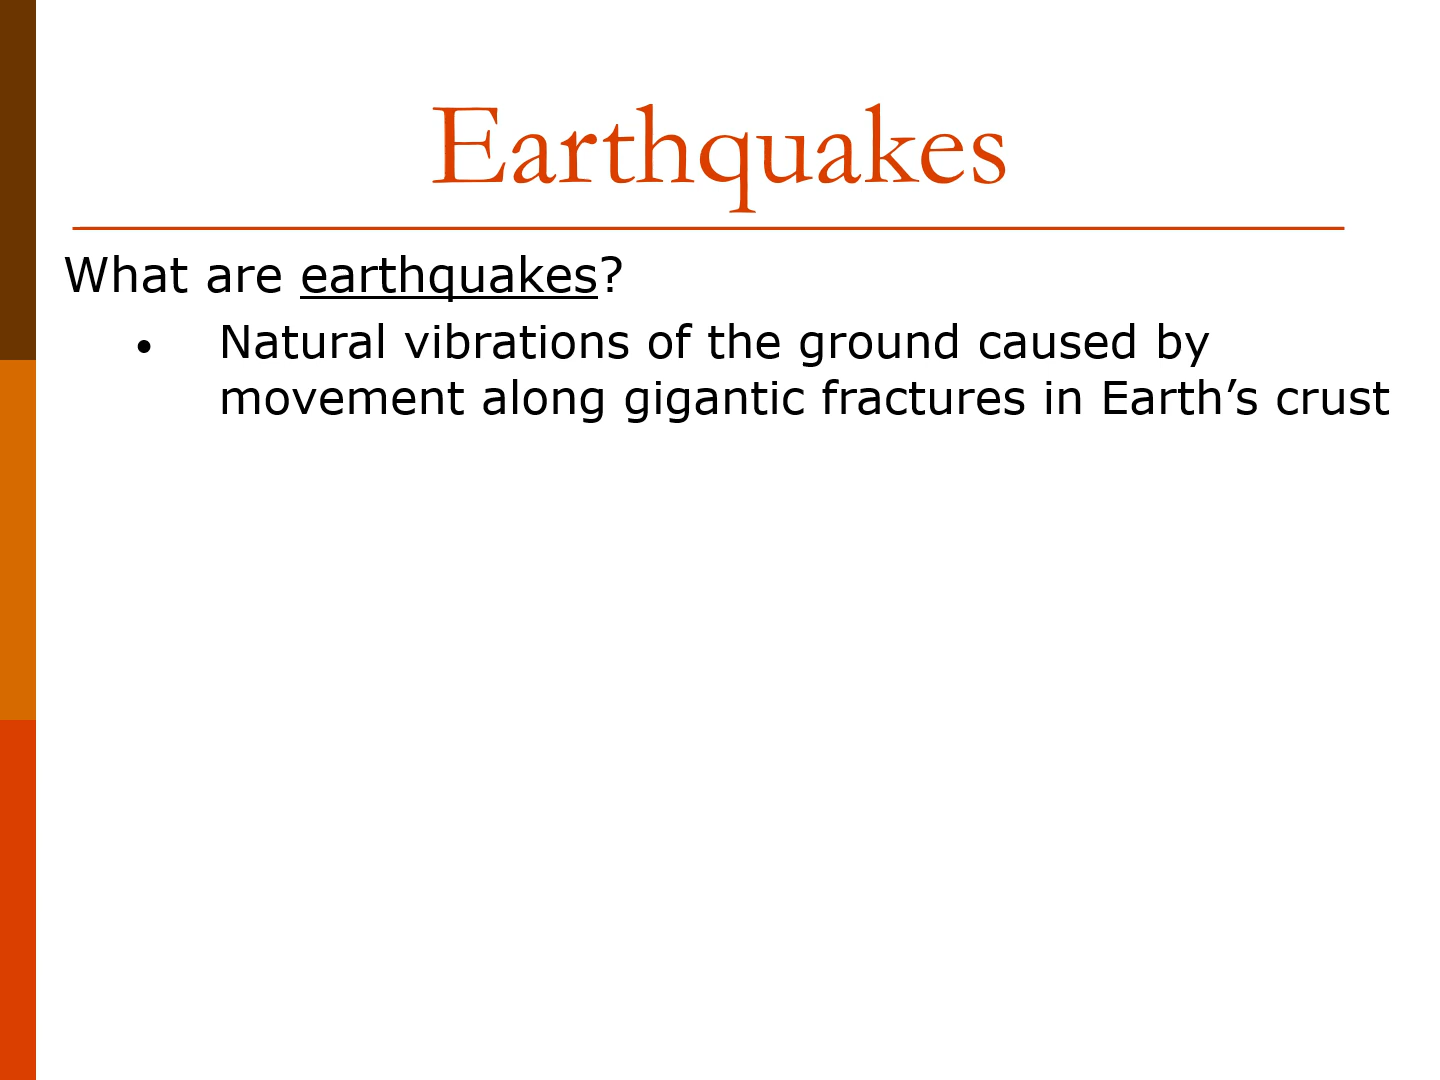 Earthquakes
What are earthquakes?
• Natural vibrations of the ground caused by
movement along gigantic fractures in Earth’s crust